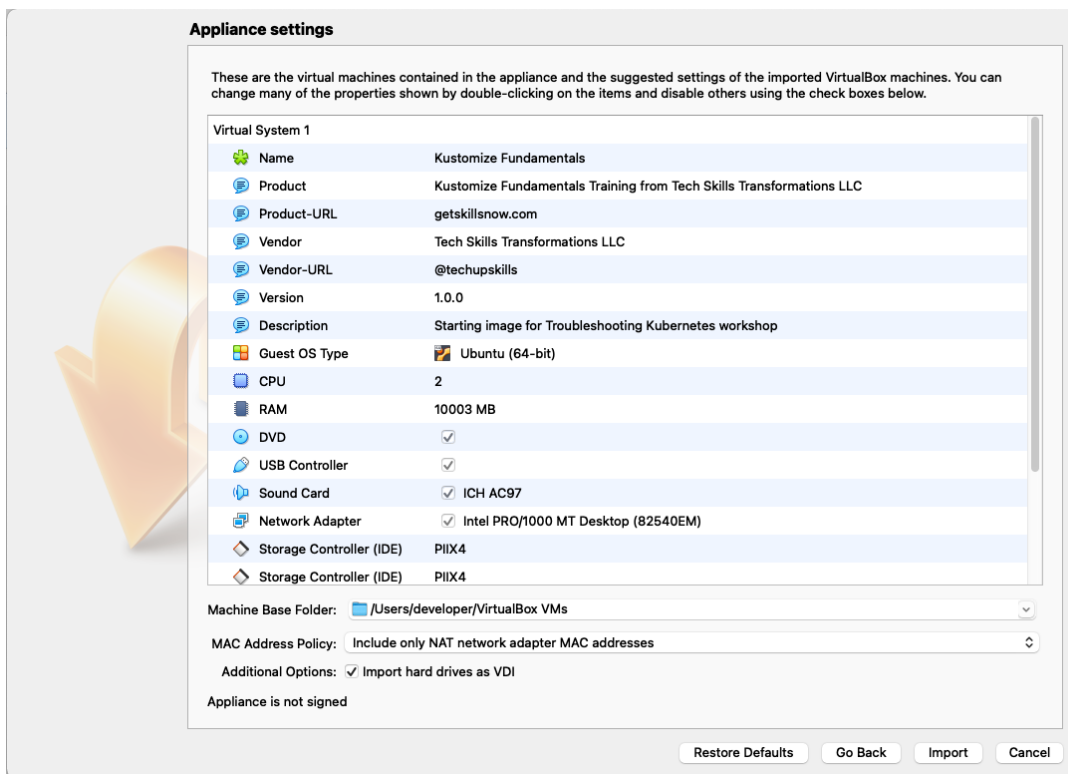 Appliance settings
These are the virtual machines contained in the appliance and the suggested settings of the imported VirtualBox machines. You can
change many of the properties shown by double-clicking on the items and disable others using the check boxes below.
Virtual System 1
Name Kustomize Fundamentals
Product Kustomize Fundamentals Training from Tech Skills Transformations LLC
Product-URL getskillsnow.com
Vendor Tech Skills Transformations LLC
Vendor-URL @techupskills
Version 1.0.0
Description Starting image for Troubleshooting Kubernetes workshop
Guest OS Type Ubuntu (64-bit)
CPU 2
RAM 10003 MB
DVD
USB Controller
Sound Card ICH AC97
Network Adapter Intel PRO/1000 MT Desktop (82540EM)
Storage Controller (IDE) PIIX4
Storage Controller (IDE) PIIX4
Machine Base Folder: /Users/developer/VirtualBox VMs
MAC Address Policy: Include only NAT network adapter MAC addresses
Additional Options: Import hard drives as VDI
Appliance is not signed
Restore Defaults Go Back Import Cancel